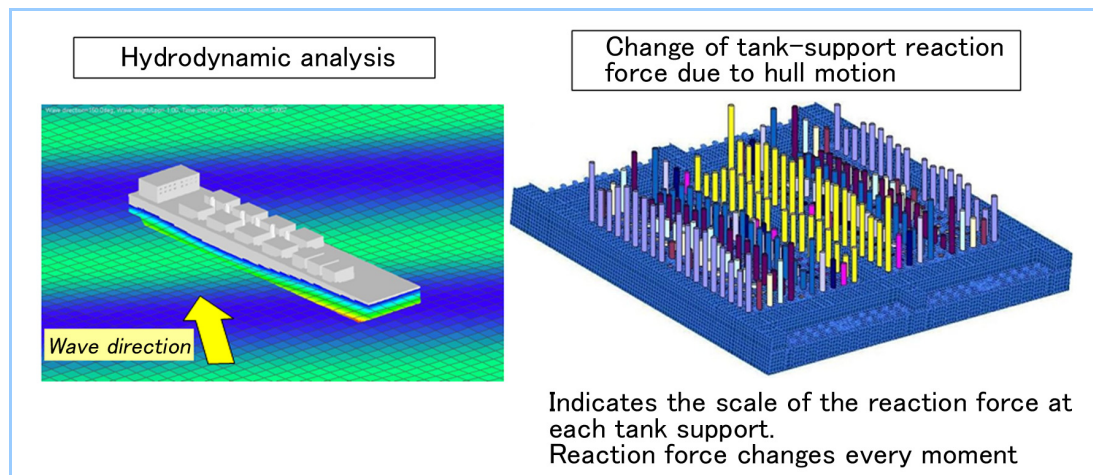 Hydrodynamic analysis
Wave direction
Change of tank-support reaction
force due to hull motion
Indicates the scale of the reaction force at
each tank support.
Reaction force changes every moment